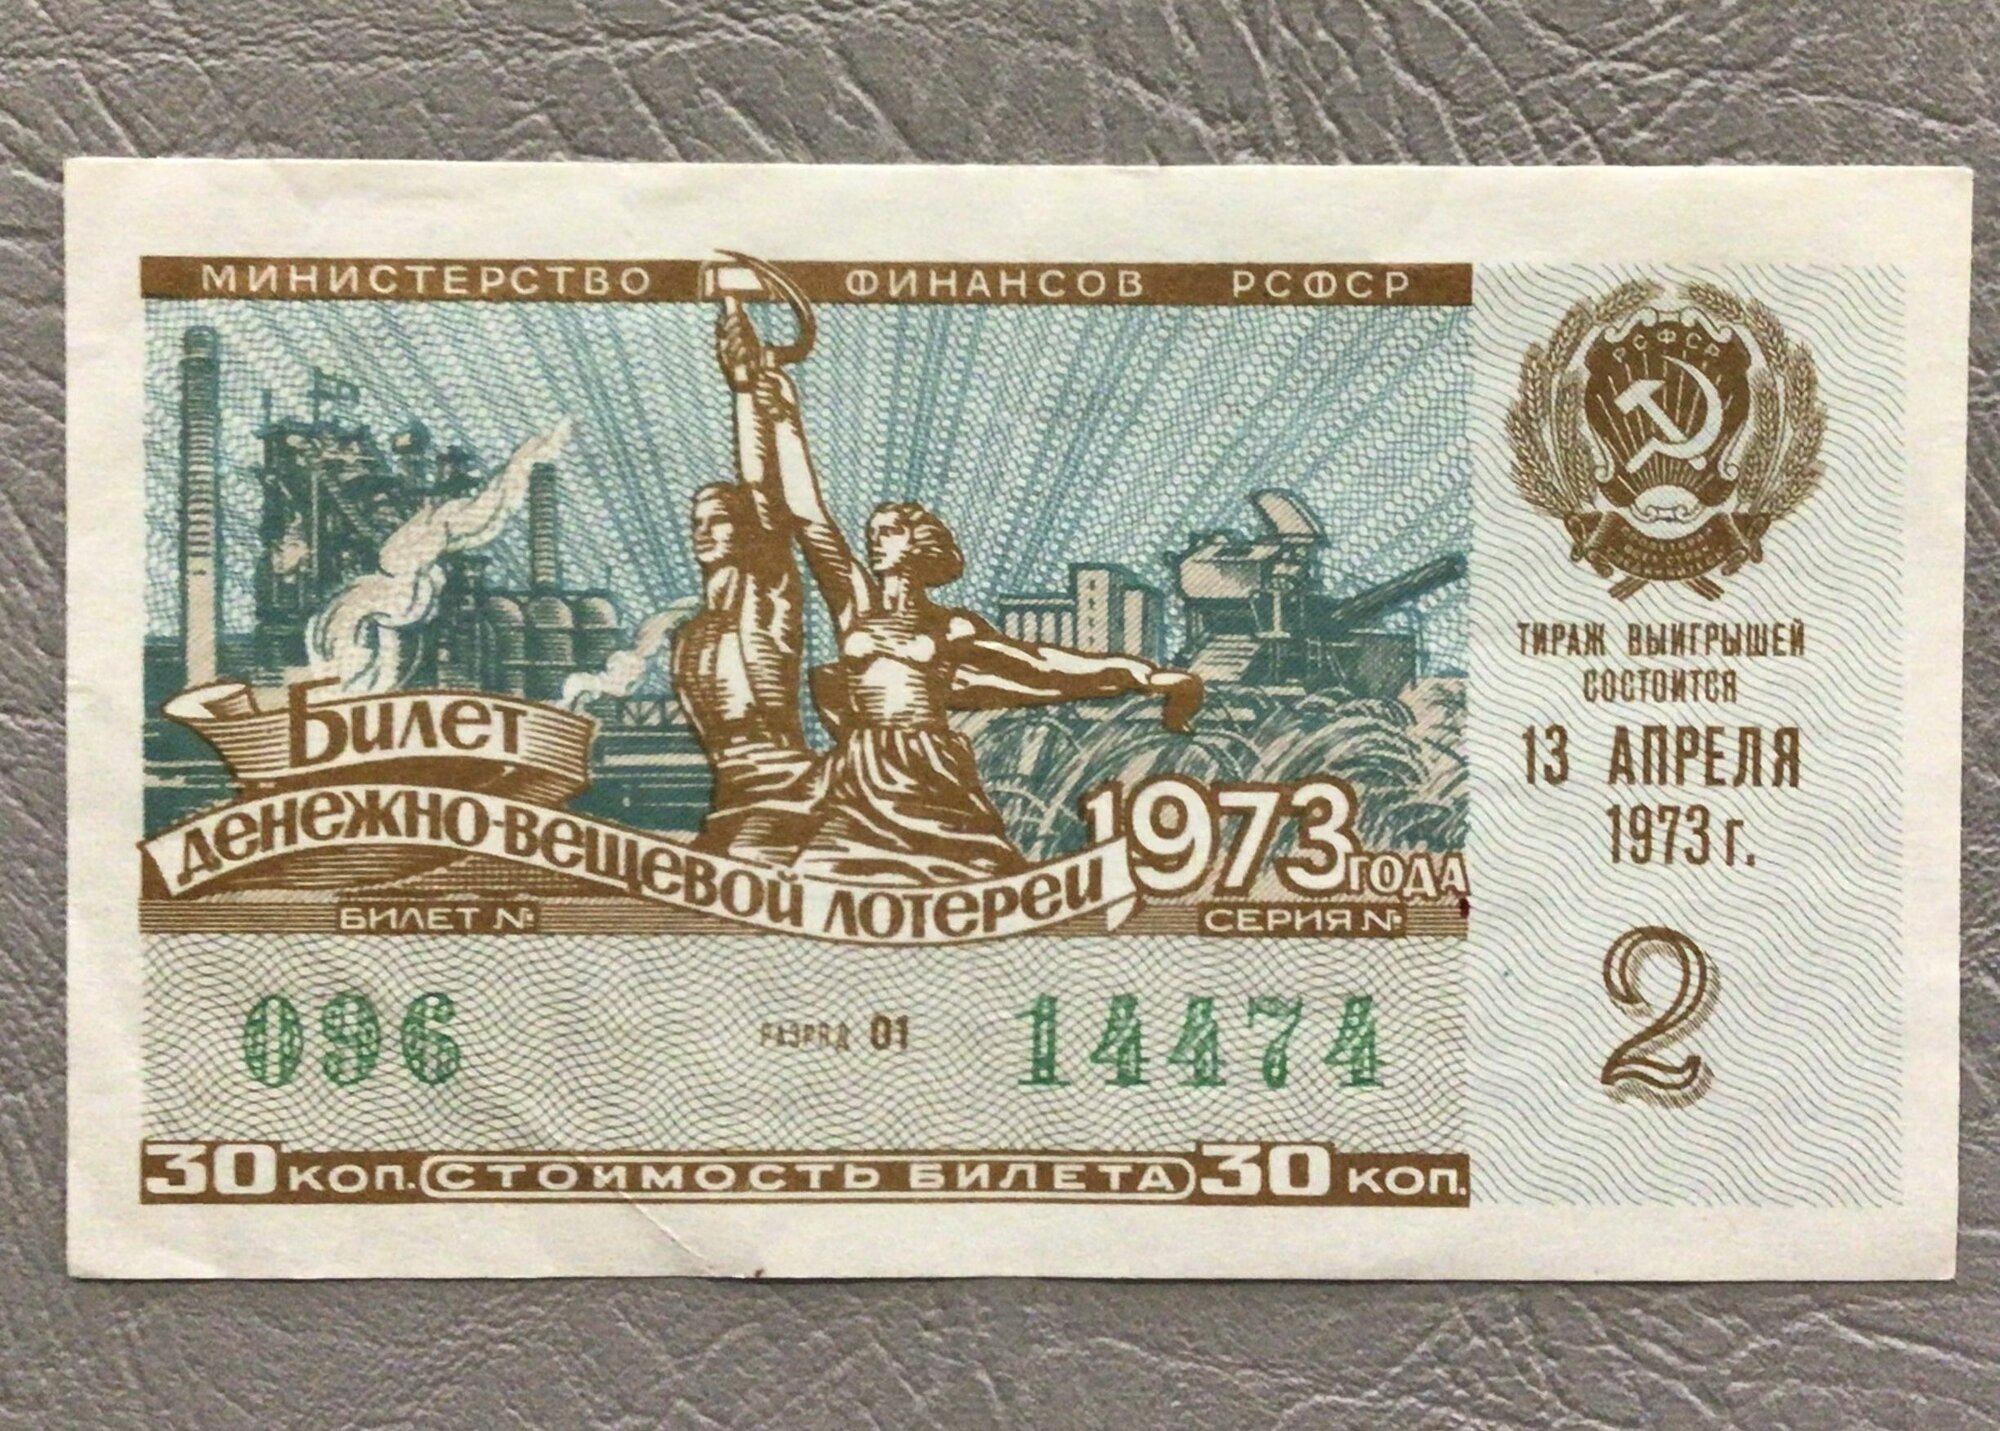 МИНИСТЕРСТВО ФИНАНСОВ РСФСР
РСФСР
Билет
денежно-вещевой лотереи
1973 ГОДА
БИЛЕТ №
СЕРИЯ №
096
РАЗРЯД 01
14474
30 КОП. СТОИМОСТЬ БИЛЕТА 30 КОП.
ТИРАЖ ВЫИГРЫШЕЙ
СОСТОИТСЯ
13 АПРЕЛЯ
1973 г.
2